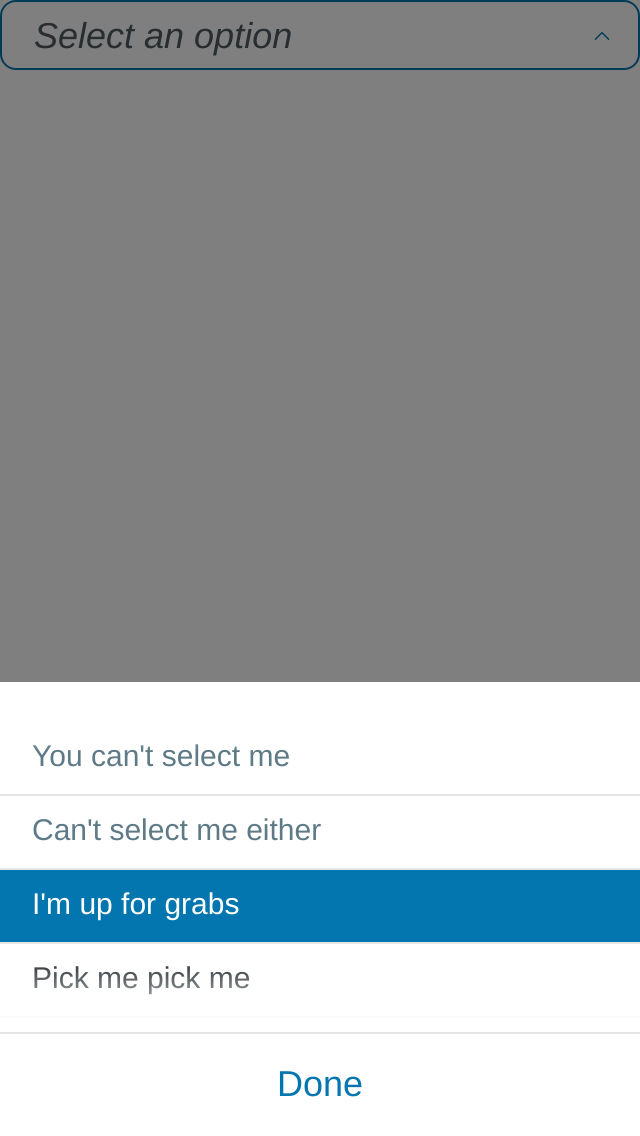 Select an option
You can't select me
Can't select me either
I'm up for grabs
Pick me pick me
Done